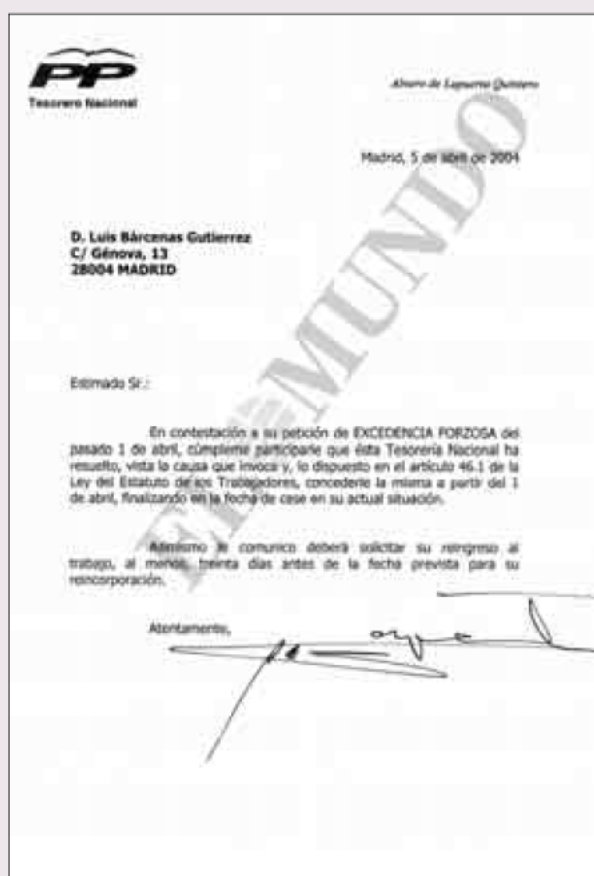 PP
Tesorero Nacional
Alvaro de Lapuerta Quintero
Madrid, 5 de abril de 2004
D. Luis Bárcenas Gutierrez
C/ Génova, 13
28004 MADRID
EL MUNDO
Estimado Sr.:
En contestación a su petición de EXCEDENCIA FORZOSA del
pasado 1 de abril, cúmpleme participarle que ésta Tesorería Nacional ha
resuelto, vista la causa que invoca y, lo dispuesto en el artículo 46.1 de la
Ley del Estatuto de los Trabajadores, concederle la misma a partir del 1
de abril, finalizando en la fecha de cese en su actual situación.
Asimismo le comunico deberá solicitar su reingreso al
trabajo, al menos, treinta días antes de la fecha prevista para su
reincorporación.
Atentamente,